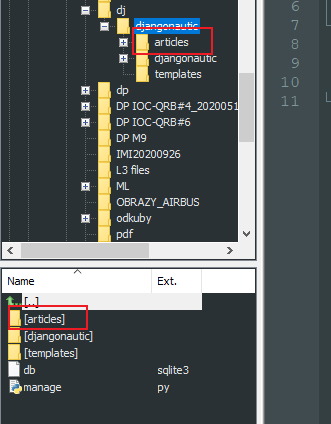 dj
djangonautic
articles
djangonautic
templates
dp
DP IOC-QRB#4_2020051
DP IOC-QRB#6
DP M9
IMI20200926
L3 files
ML
OBRAZY_AIRBUS
odkuby
pdf
6
7
8
9
10
11
Name Ext.
[..]
[articles]
[djangonautic]
[templates]
db sqlite3
manage py